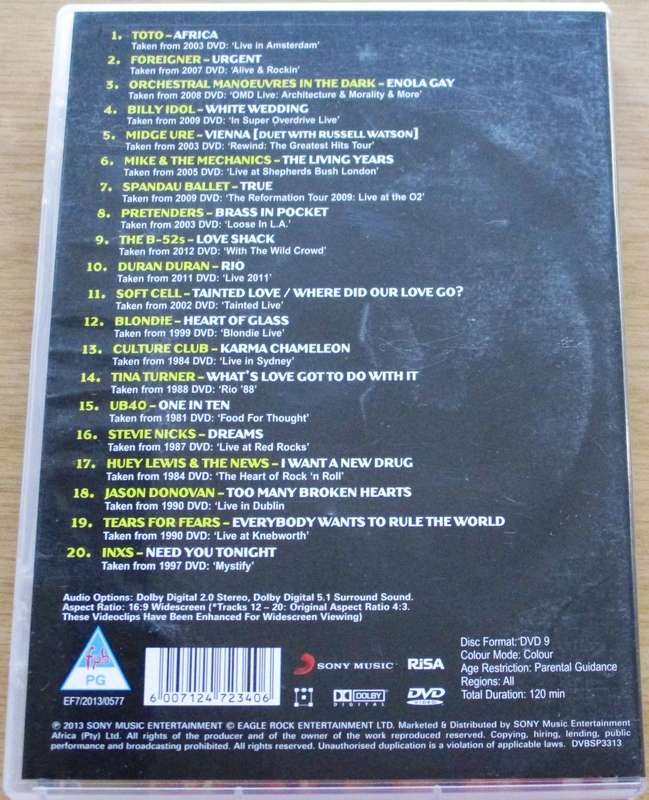 1. TOTO – AFRICA
Taken from 2003 DVD: 'Live in Amsterdam'
2. FOREIGNER – URGENT
Taken from 2007 DVD: 'Alive & Rockin'
3. ORCHESTRAL MANOEUVRES IN THE DARK – ENOLA GAY
Taken from 2008 DVD: 'OMD Live: Architecture & Morality & More'
4. BILLY IDOL – WHITE WEDDING
Taken from 2009 DVD: 'In Super Overdrive Live'
5. MIDGE URE – VIENNA [DUET WITH RUSSELL WATSON]
Taken from 2003 DVD: 'Rewind: The Greatest Hits Tour'
6. MIKE & THE MECHANICS – THE LIVING YEARS
Taken from 2005 DVD: 'Live at Shepherds Bush London'
7. SPANDAU BALLET – TRUE
Taken from 2009 DVD: 'The Reformation Tour 2009: Live at the O2'
8. PRETENDERS – BRASS IN POCKET
Taken from 2003 DVD: 'Loose In L.A.'
9. THE B-52s – LOVE SHACK
Taken from 2012 DVD: 'With The Wild Crowd'
10. DURAN DURAN – RIO
Taken from 2011 DVD: 'Live 2011'
11. SOFT CELL – TAINTED LOVE / WHERE DID OUR LOVE GO?
Taken from 2002 DVD: 'Tainted Live'
12. BLONDIE – HEART OF GLASS
Taken from 1999 DVD: 'Blondie Live'
13. CULTURE CLUB – KARMA CHAMELEON
Taken from 1984 DVD: 'Live in Sydney'
14. TINA TURNER – WHAT'S LOVE GOT TO DO WITH IT
Taken from 1988 DVD: 'Rio '88'
15. UB40 – ONE IN TEN
Taken from 1981 DVD: 'Food For Thought'
16. STEVIE NICKS – DREAMS
Taken from 1987 DVD: 'Live at Red Rocks'
17. HUEY LEWIS & THE NEWS – I WANT A NEW DRUG
Taken from 1984 DVD: 'The Heart of Rock 'n Roll'
18. JASON DONOVAN – TOO MANY BROKEN HEARTS
Taken from 1990 DVD: 'Live in Dublin
19. TEARS FOR FEARS – EVERYBODY WANTS TO RULE THE WORLD
Taken from 1990 DVD: 'Live at Knebworth'
20. INXS – NEED YOU TONIGHT
Taken from 1997 DVD: 'Mystify'
Audio Options: Dolby Digital 2.0 Stereo, Dolby Digital 5.1 Surround Sound.
Aspect Ratio: 16:9 Widescreen (*Tracks 12 – 20: Original Aspect Ratio 4:3.
These Videoclips Have Been Enhanced For Widescreen Viewing)
fpb
PG
EF7/2013/0577
6 007124 723406
SONY MUSIC
RiSA
DOLBY
DIGITAL
DVD
VIDEO
Disc Format: DVD 9
Colour Mode: Colour
Age Restriction: Parental Guidance
Regions: All
Total Duration: 120 min
℗ 2013 SONY MUSIC ENTERTAINMENT © EAGLE ROCK ENTERTAINMENT LTD. Marketed & Distributed by SONY Music Entertainment
Africa (Pty) Ltd. All rights of the producer and of the owner of the work reproduced reserved. Copying, hiring, lending, public
performance and broadcasting prohibited. All rights reserved. Unauthorised duplication is a violation of applicable laws. DVBSP3313